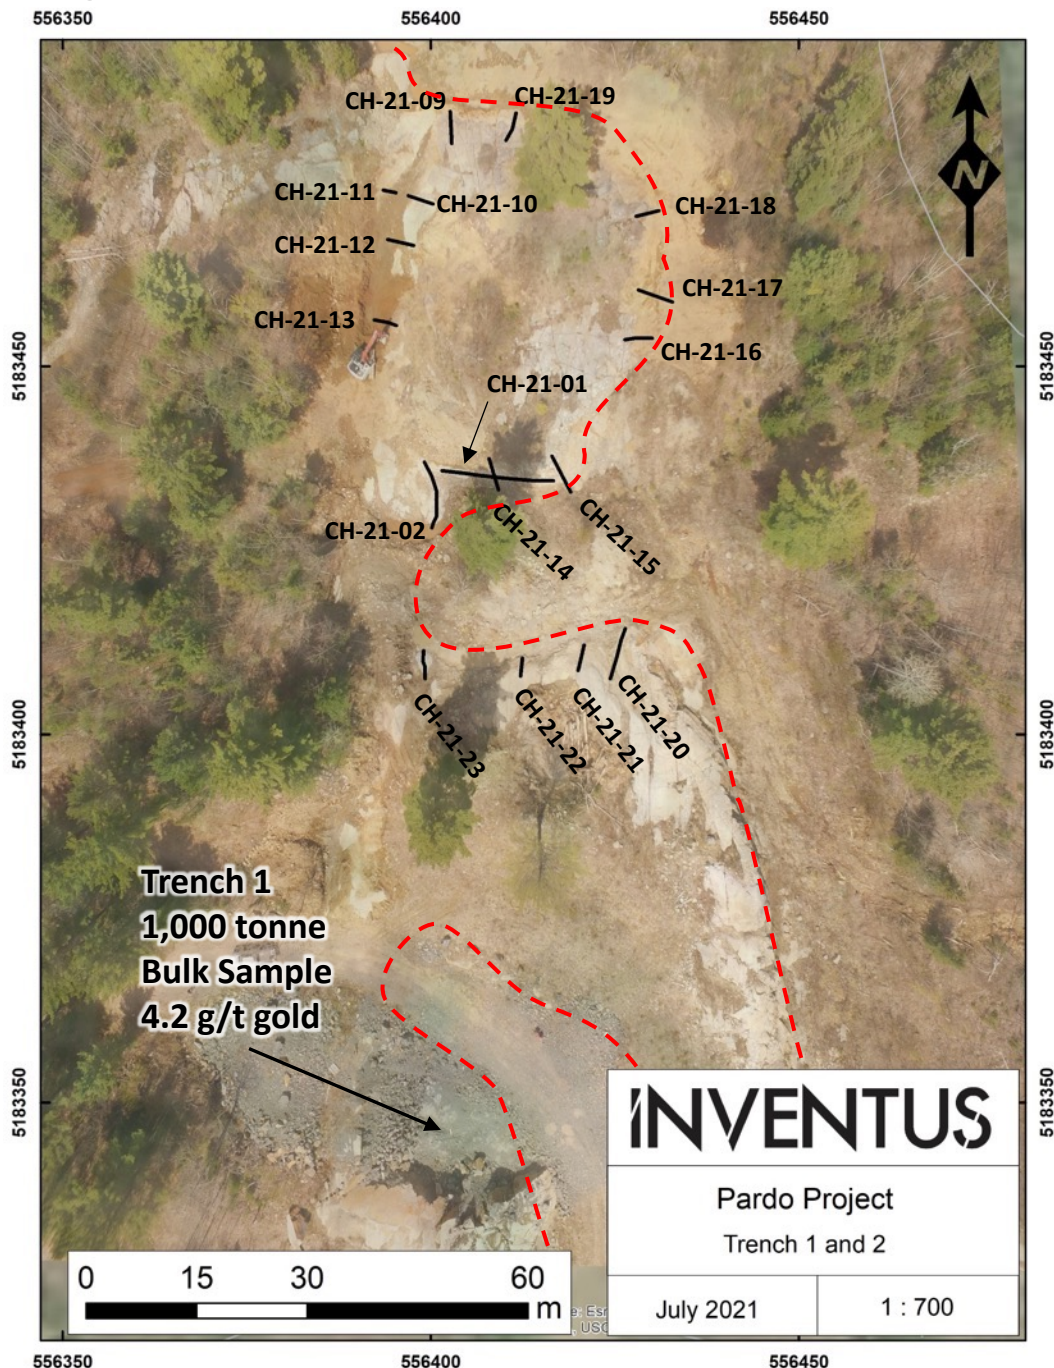 556350 556400 556450
CH-21-09
CH-21-19
CH-21-11
CH-21-10
CH-21-18
CH-21-12
CH-21-17
CH-21-13
CH-21-16
N
5183450
5183450
CH-21-01
CH-21-02
CH-21-14
CH-21-15
CH-21-23
CH-21-22
CH-21-21
CH-21-20
5183400
5183400
Trench 1
1,000 tonne
Bulk Sample
4.2 g/t gold
5183350
5183350
INVENTUS
Pardo Project
Trench 1 and 2
July 2021
1 : 700
0 15 30 60
m
556350 556400 556450